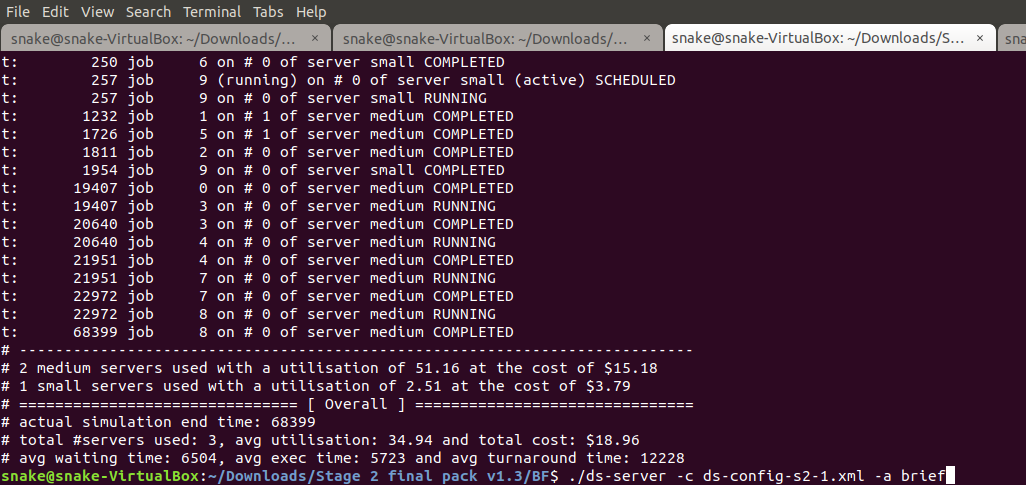 File Edit View Search Terminal Tabs Help
snake@snake-VirtualBox: ~/Downloads/... × snake@snake-VirtualBox: ~/Downloads/... × snake@snake-VirtualBox: ~/Downloads/S... × sna
t: 250 job 6 on # 0 of server small COMPLETED
t: 257 job 9 (running) on # 0 of server small (active) SCHEDULED
t: 257 job 9 on # 0 of server small RUNNING
t: 1232 job 1 on # 1 of server medium COMPLETED
t: 1726 job 5 on # 1 of server medium COMPLETED
t: 1811 job 2 on # 0 of server medium COMPLETED
t: 1954 job 9 on # 0 of server small COMPLETED
t: 19407 job 0 on # 0 of server medium COMPLETED
t: 19407 job 3 on # 0 of server medium RUNNING
t: 20640 job 3 on # 0 of server medium COMPLETED
t: 20640 job 4 on # 0 of server medium RUNNING
t: 21951 job 4 on # 0 of server medium COMPLETED
t: 21951 job 7 on # 0 of server medium RUNNING
t: 22972 job 7 on # 0 of server medium COMPLETED
t: 22972 job 8 on # 0 of server medium RUNNING
t: 68399 job 8 on # 0 of server medium COMPLETED
# ---------------------------------------------------------------------------
# 2 medium servers used with a utilisation of 51.16 at the cost of $15.18
# 1 small servers used with a utilisation of 2.51 at the cost of $3.79
# =============================== [ Overall ] ===============================
# actual simulation end time: 68399
# total #servers used: 3, avg utilisation: 34.94 and total cost: $18.96
# avg waiting time: 6504, avg exec time: 5723 and avg turnaround time: 12228
snake@snake-VirtualBox:~/Downloads/Stage 2 final pack v1.3/BF$ ./ds-server -c ds-config-s2-1.xml -a brief